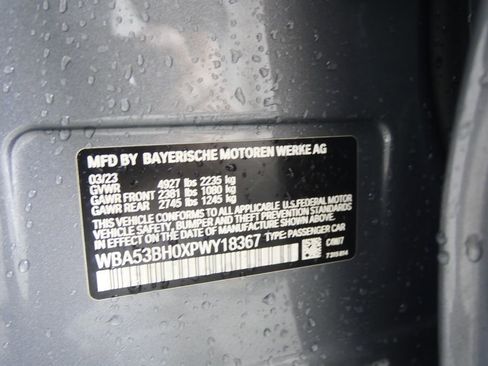 MFD BY BAYERISCHE MOTOREN WERKE AG
03/23
GVWR 4927 lbs 2235 kg
GAWR FRONT 2381 lbs 1080 kg
GAWR REAR 2745 lbs 1245 kg
THIS VEHICLE CONFORMS TO ALL APPLICABLE U.S.FEDERAL MOTOR
VEHICLE SAFETY, BUMPER, AND THEFT PREVENTION STANDARDS
IN EFFECT ON THE DATE OF MANUFACTURE SHOWN ABOVE.
WBA53BH0XPWY18367 TYPE: PASSENGER CAR